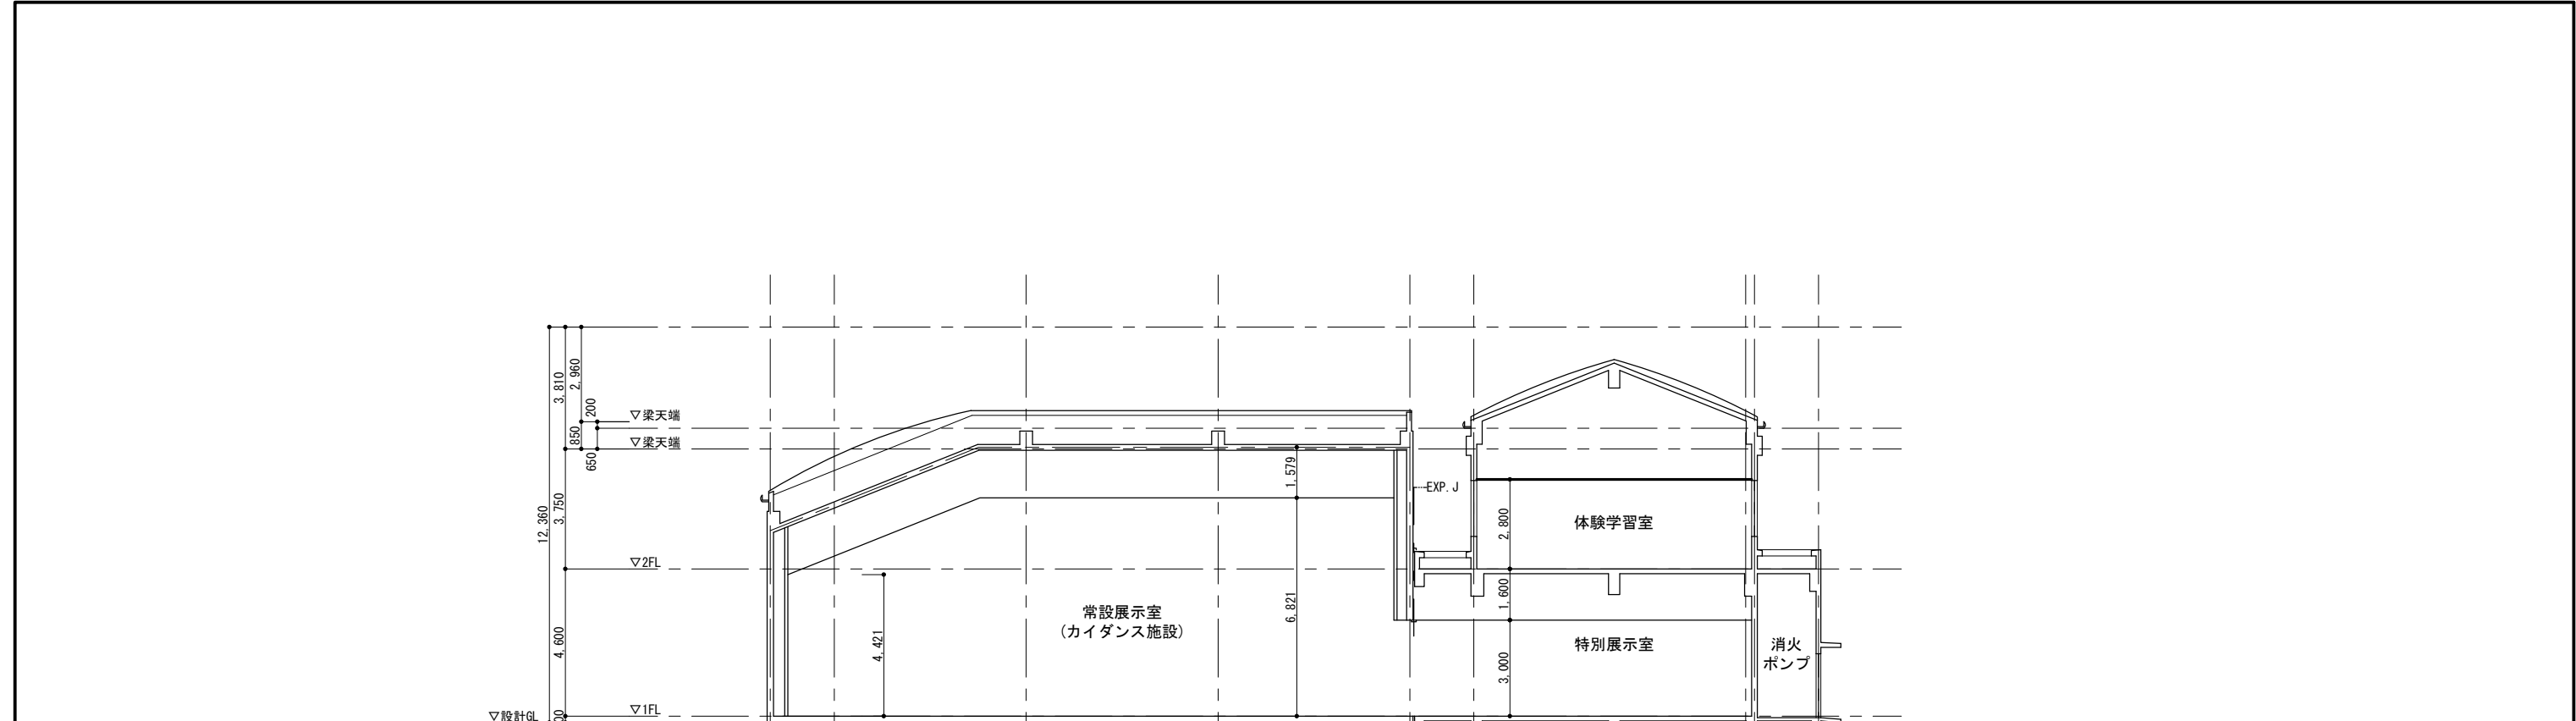 2,960
3,810
200
▽梁天端
850
▽梁天端
650
1,579
EXP.J
3,750
12,360
2,800
体験学習室
▽2FL
1,600
6,821
常設展示室
(カイダンス施設)
4,600
4,421
特別展示室
消火
ポンプ
3,000
▽1FL
▽設計GL